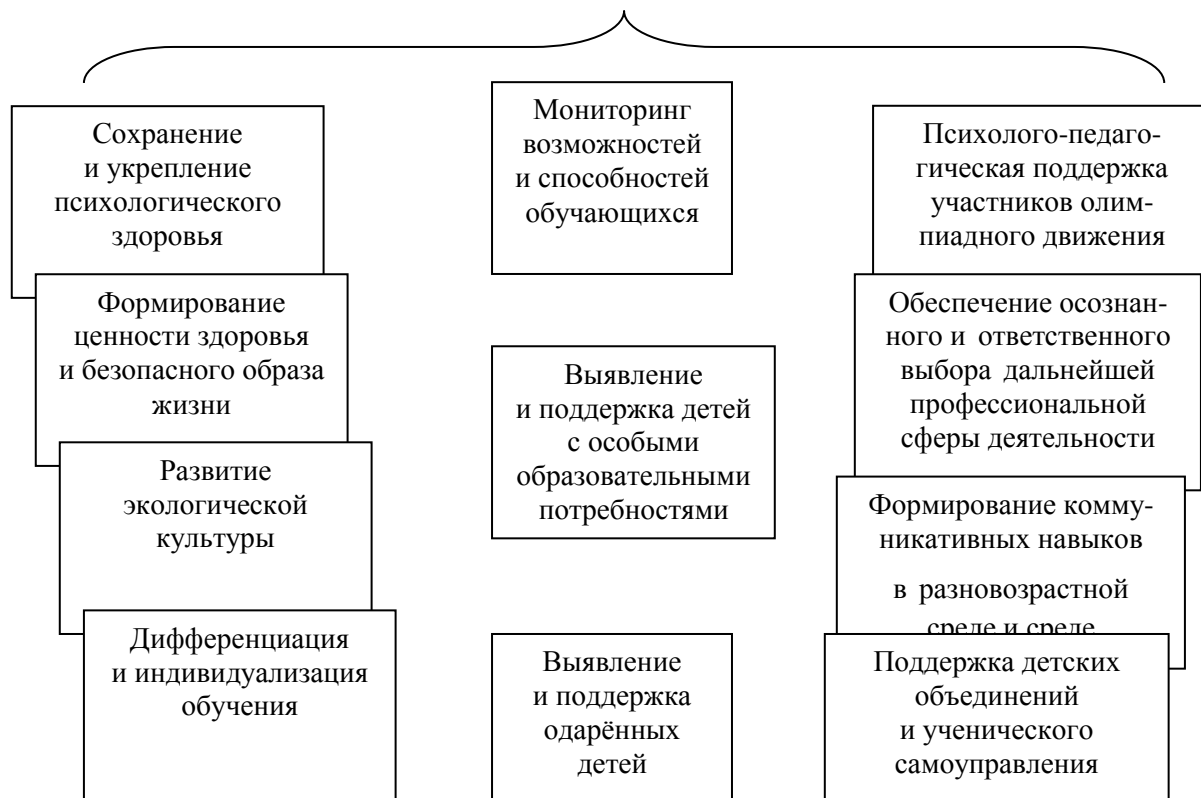 Сохранение
и укрепление
психологического
здоровья
Формирование
ценности здоровья
и безопасного образа
жизни
Развитие
экологической
культуры
Дифференциация
и индивидуализация
обучения
Мониторинг
возможностей
и способностей
обучающихся
Выявление
и поддержка детей
с особыми
образовательными
потребностями
Выявление
и поддержка
одарённых
детей
Психолого-педаго-
гическая поддержка
участников олим-
пиадного движения
Обеспечение осознан-
ного и ответственного
выбора дальнейшей
профессиональной
сферы деятельности
Формирование комму-
никативных навыков
в разновозрастной
среде и среде
Поддержка детских
объединений
и ученического
самоуправления